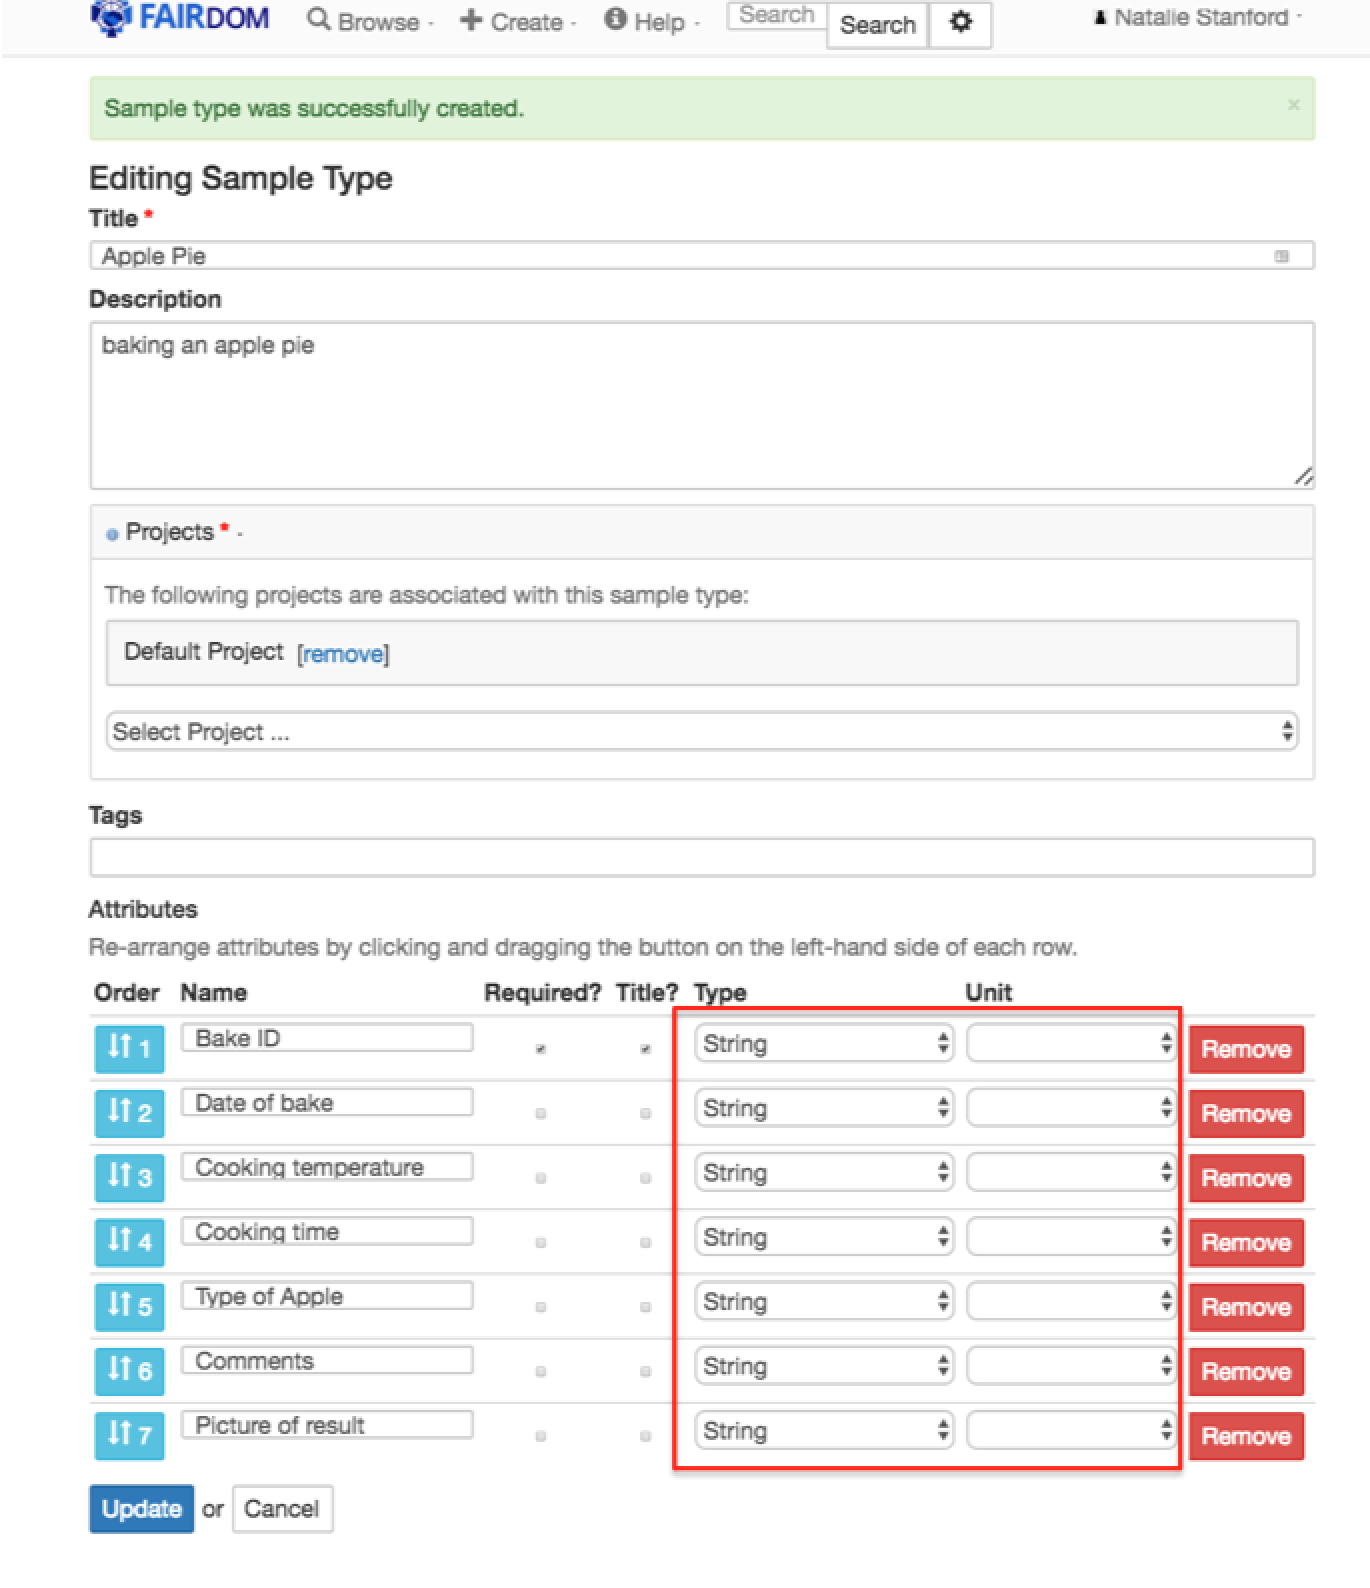 FAIRDOM Browse - Create - Help - Search Search Natalie Stanford -
Sample type was successfully created. ×
Editing Sample Type
Title *
Apple Pie
Description
baking an apple pie
Projects * -
The following projects are associated with this sample type:
Default Project [remove]
Select Project ...
Tags
Attributes
Re-arrange attributes by clicking and dragging the button on the left-hand side of each row.
Order Name Required? Title? Type Unit
1 Bake ID String Remove
2 Date of bake String Remove
3 Cooking temperature String Remove
4 Cooking time String Remove
5 Type of Apple String Remove
6 Comments String Remove
7 Picture of result String Remove
Update or Cancel